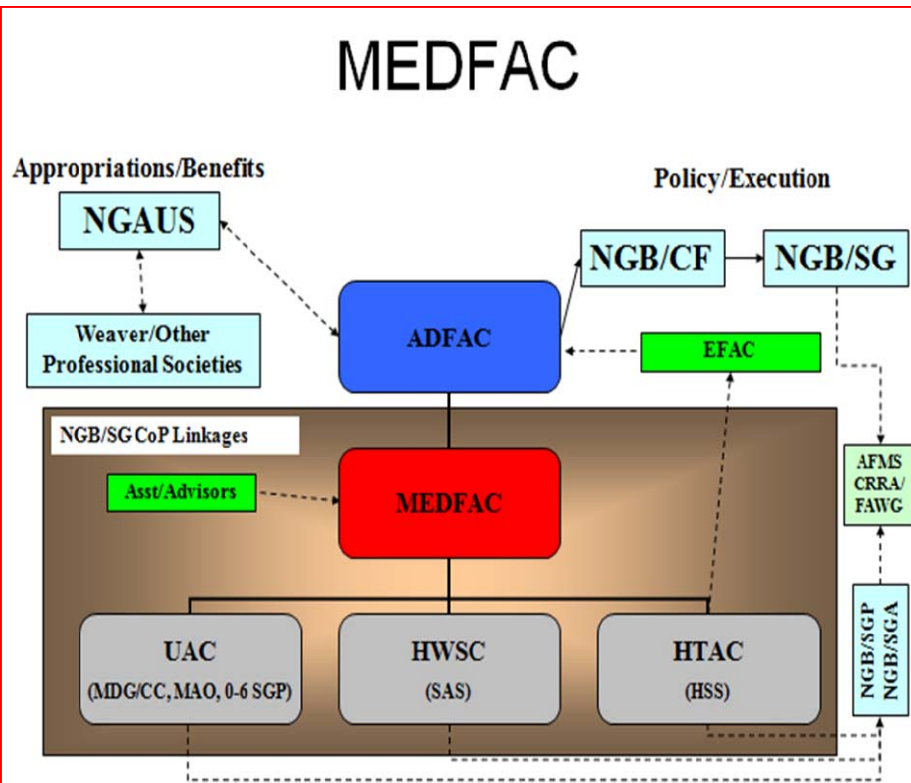 MEDFAC
Appropriations/Benefits
Policy/Execution
NGAUS
NGB/CF
NGB/SG
Weaver/Other
Professional Societies
ADFAC
EFAC
NGB/SG CoP Linkages
Asst/Advisors
MEDFAC
AFMS
CRRA/
FAWG
UAC
(MDG/CC, MAO, 0-6 SGP)
HWSC
(SAS)
HTAC
(HSS)
NGB/SGP
NGB/SGA